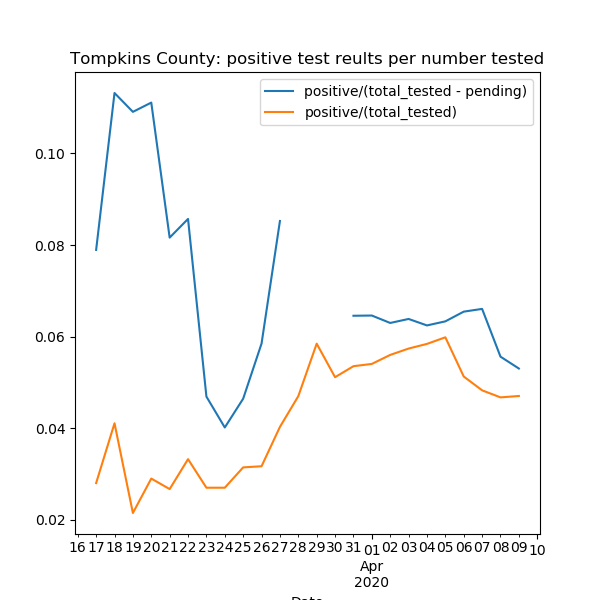 Tompkins County: positive test reults per number tested
positive/(total_tested - pending)
positive/(total_tested)
0.10
0.08
0.06
0.04
0.02
16 17 18 19 20 21 22 23 24 25 26 27 28 29 30 31 01 02 03 04 05 06 07 08 09 10
Apr
2020
Date